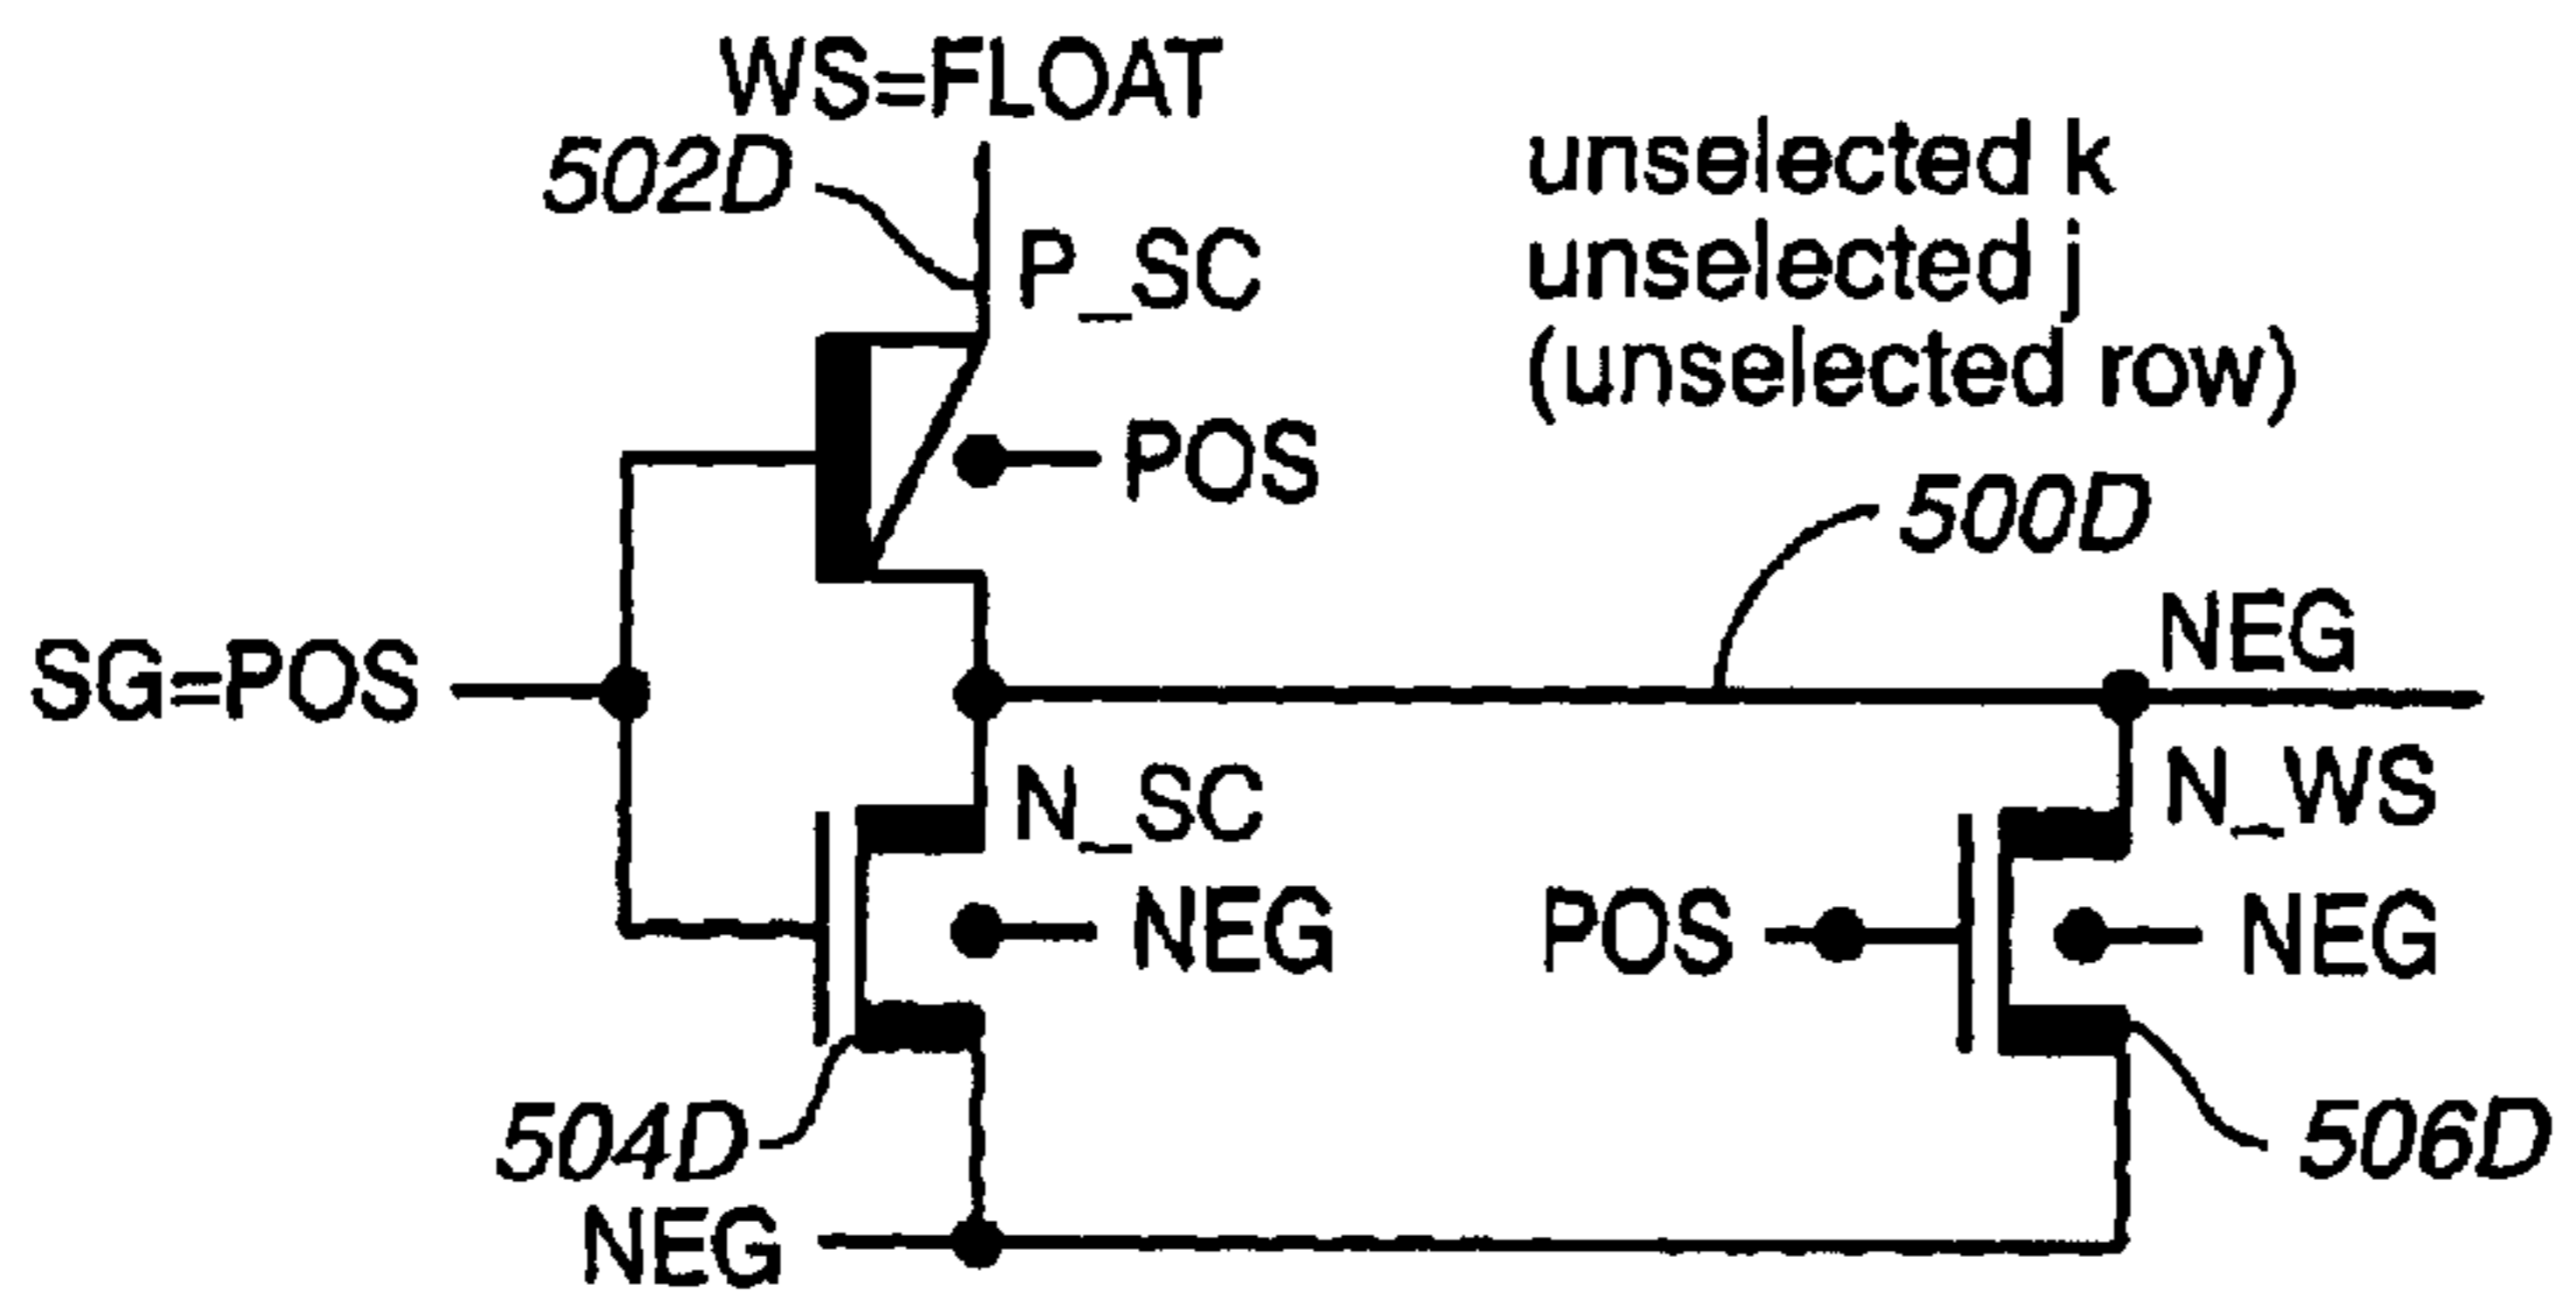 WS=FLOAT
502D
P_SC
unselected k
unselected j
(unselected row)
POS
500D
SG=POS
NEG
N_SC
N_WS
NEG
POS
NEG
504D
506D
NEG